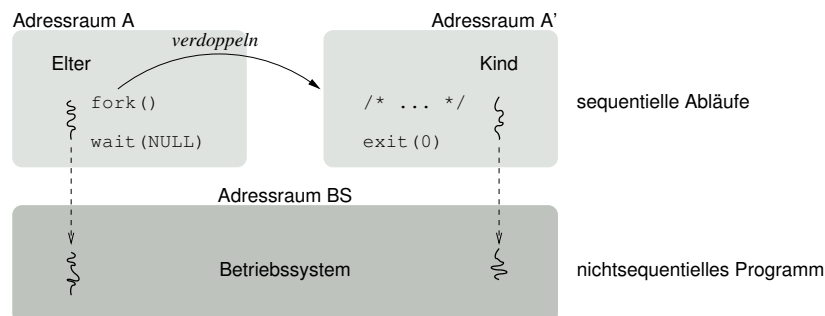 Adressraum A
Adressraum A'
verdoppeln
Elter
Kind
fork()
/* ... */
sequentielle Abläufe
wait(NULL)
exit(0)
Adressraum BS
Betriebssystem
nichtsequentielles Programm